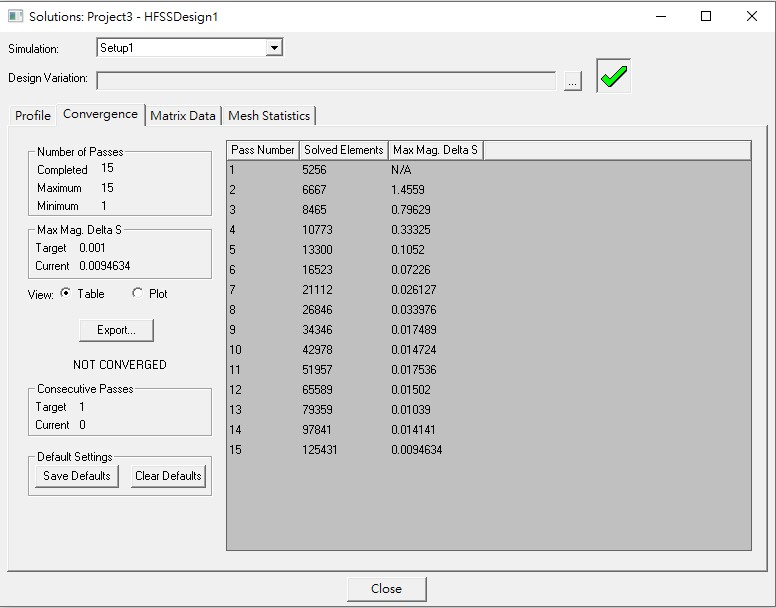 Solutions: Project3 - HFSSDesign1
Simulation: Setup1
Design Variation: ...
Profile Convergence Matrix Data Mesh Statistics
Number of Passes
Completed 15
Maximum 15
Minimum 1
Max Mag. Delta S
Target 0.001
Current 0.0094634
View: Table Plot
Export...
NOT CONVERGED
Consecutive Passes
Target 1
Current 0
Default Settings
Save Defaults Clear Defaults
Pass Number Solved Elements Max Mag. Delta S
1 5256 N/A
2 6667 1.4559
3 8465 0.79629
4 10773 0.33325
5 13300 0.1052
6 16523 0.07226
7 21112 0.026127
8 26846 0.033976
9 34346 0.017489
10 42978 0.014724
11 51957 0.017536
12 65589 0.01502
13 79359 0.01039
14 97841 0.014141
15 125431 0.0094634
Close